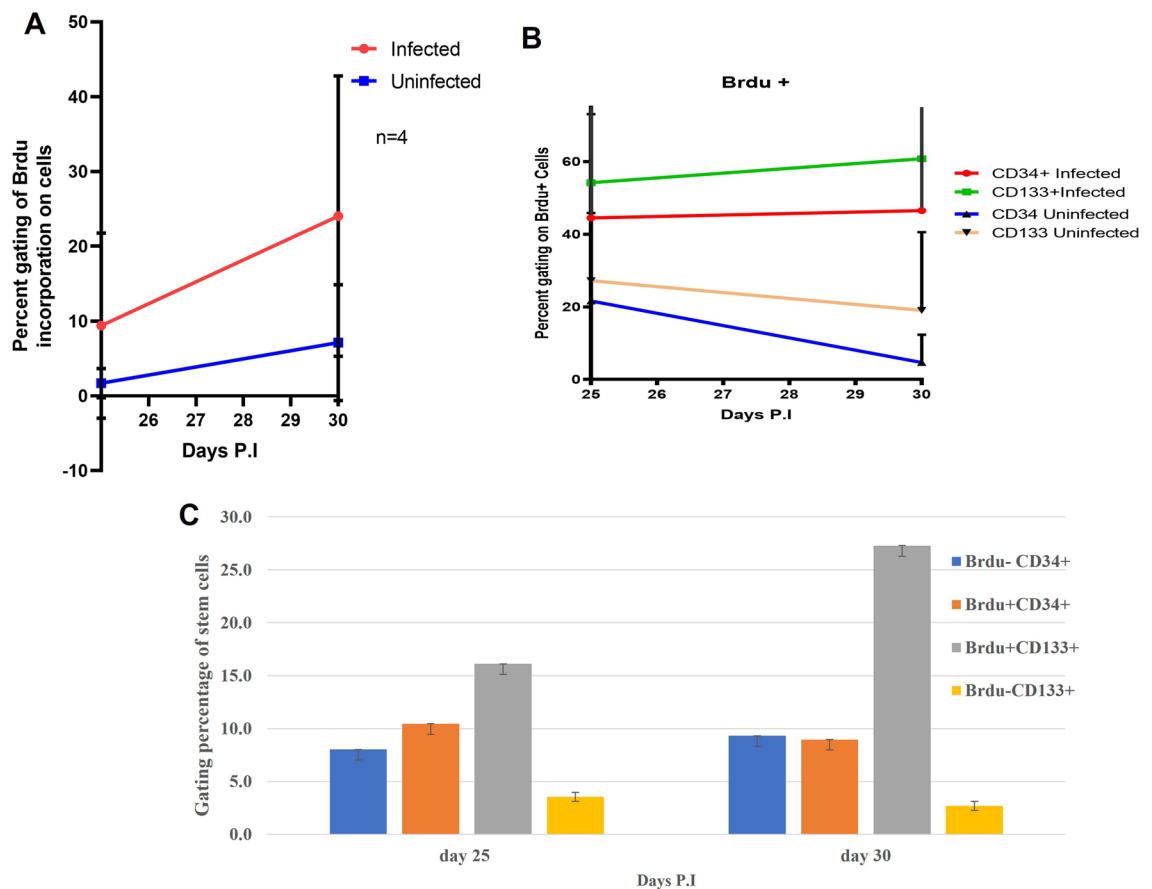 A
50
40
30
20
10
0
-10
26 27 28 29 30
Percent gating of Brdu
incorporation on cells
Days P.I
Infected
Uninfected
n=4
B
Brdu +
60
40
20
0
25 26 27 28 29 30
Percent gating on Brdu+ Cells
Days P.I
CD34+ Infected
CD133+Infected
CD34 Uninfected
CD133 Uninfected
C
30.0
25.0
20.0
15.0
10.0
5.0
0.0
Gating percentage of stem cells
day 25 day 30
Days P.I
Brdu- CD34+
Brdu+CD34+
Brdu+CD133+
Brdu-CD133+